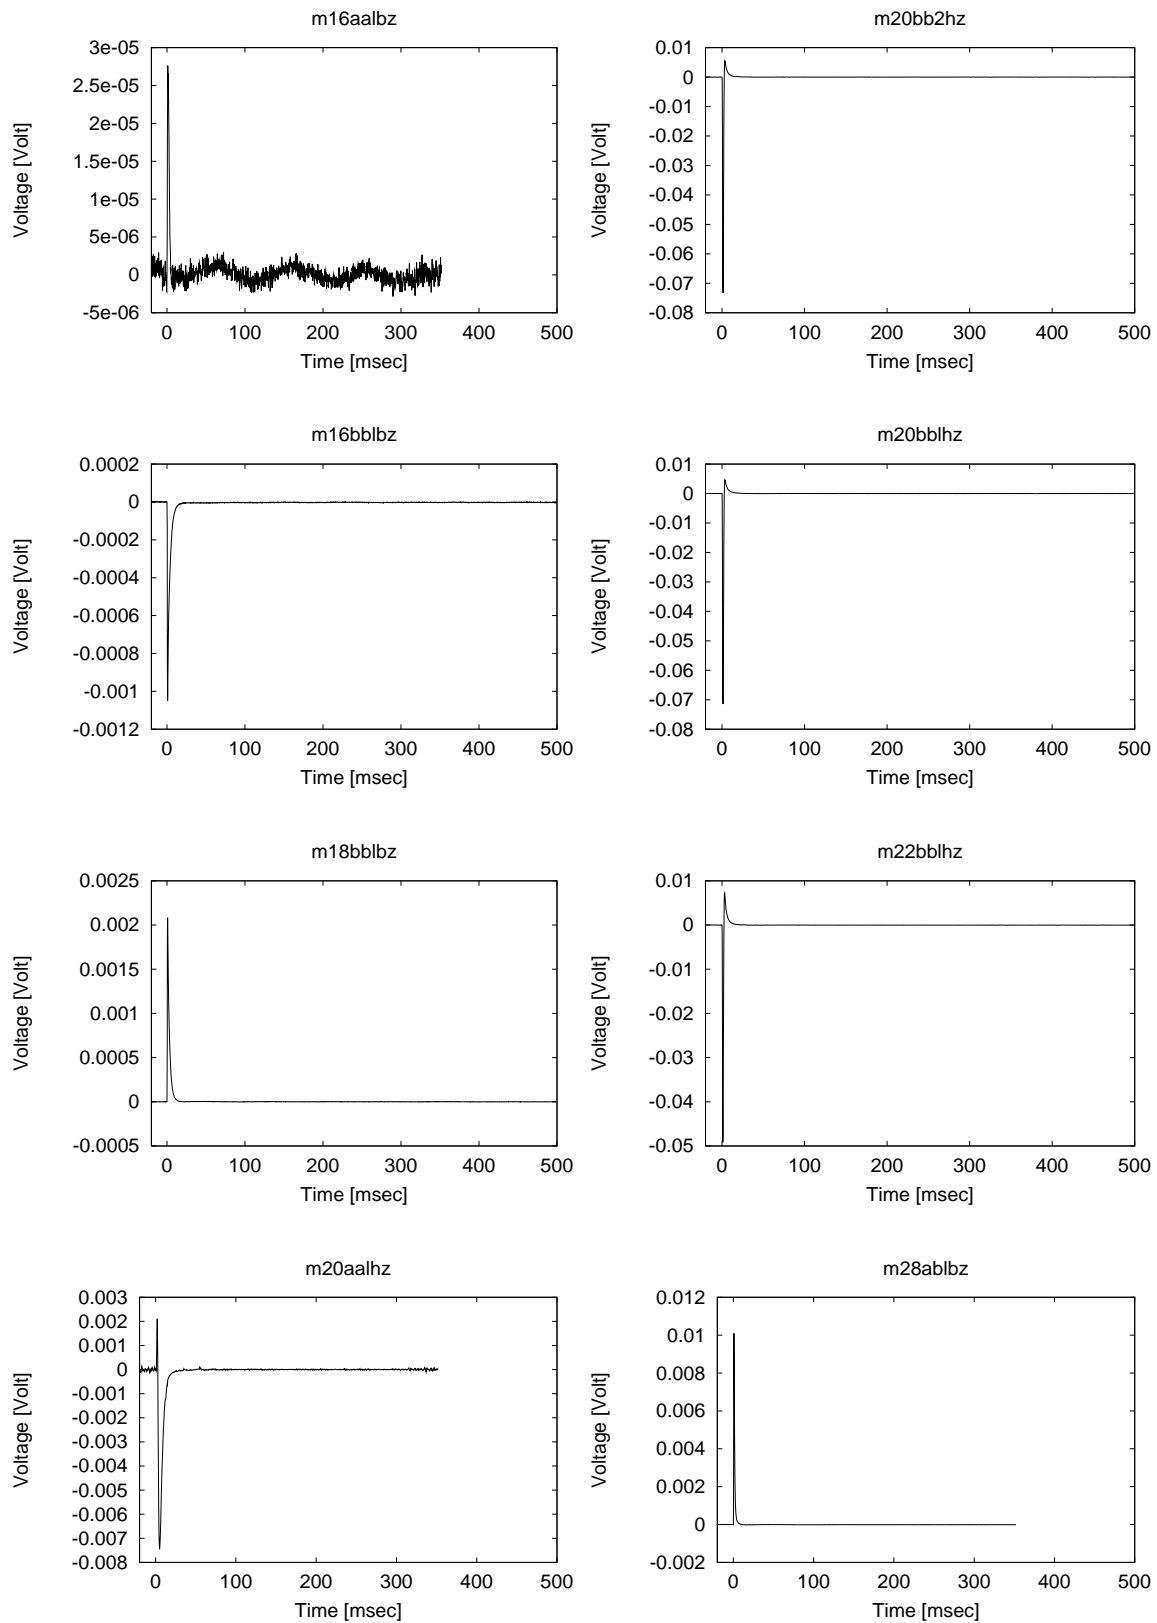 m16aalbz
3e-05
2.5e-05
2e-05
1.5e-05
1e-05
5e-06
0
-5e-06
0 100 200 300 400 500
Voltage [Volt]
Time [msec]
m20bb2hz
0.01
0
-0.01
-0.02
-0.03
-0.04
-0.05
-0.06
-0.07
-0.08
0 100 200 300 400 500
Voltage [Volt]
Time [msec]
m16bblbz
0.0002
0
-0.0002
-0.0004
-0.0006
-0.0008
-0.001
-0.0012
0 100 200 300 400 500
Voltage [Volt]
Time [msec]
m20bblhz
0.01
0
-0.01
-0.02
-0.03
-0.04
-0.05
-0.06
-0.07
-0.08
0 100 200 300 400 500
Voltage [Volt]
Time [msec]
m18bblbz
0.0025
0.002
0.0015
0.001
0.0005
0
-0.0005
0 100 200 300 400 500
Voltage [Volt]
Time [msec]
m22bblhz
0.01
0
-0.01
-0.02
-0.03
-0.04
-0.05
0 100 200 300 400 500
Voltage [Volt]
Time [msec]
m20aalhz
0.003
0.002
0.001
0
-0.001
-0.002
-0.003
-0.004
-0.005
-0.006
-0.007
-0.008
0 100 200 300 400 500
Voltage [Volt]
Time [msec]
m28ablbz
0.012
0.01
0.008
0.006
0.004
0.002
0
-0.002
0 100 200 300 400 500
Voltage [Volt]
Time [msec]